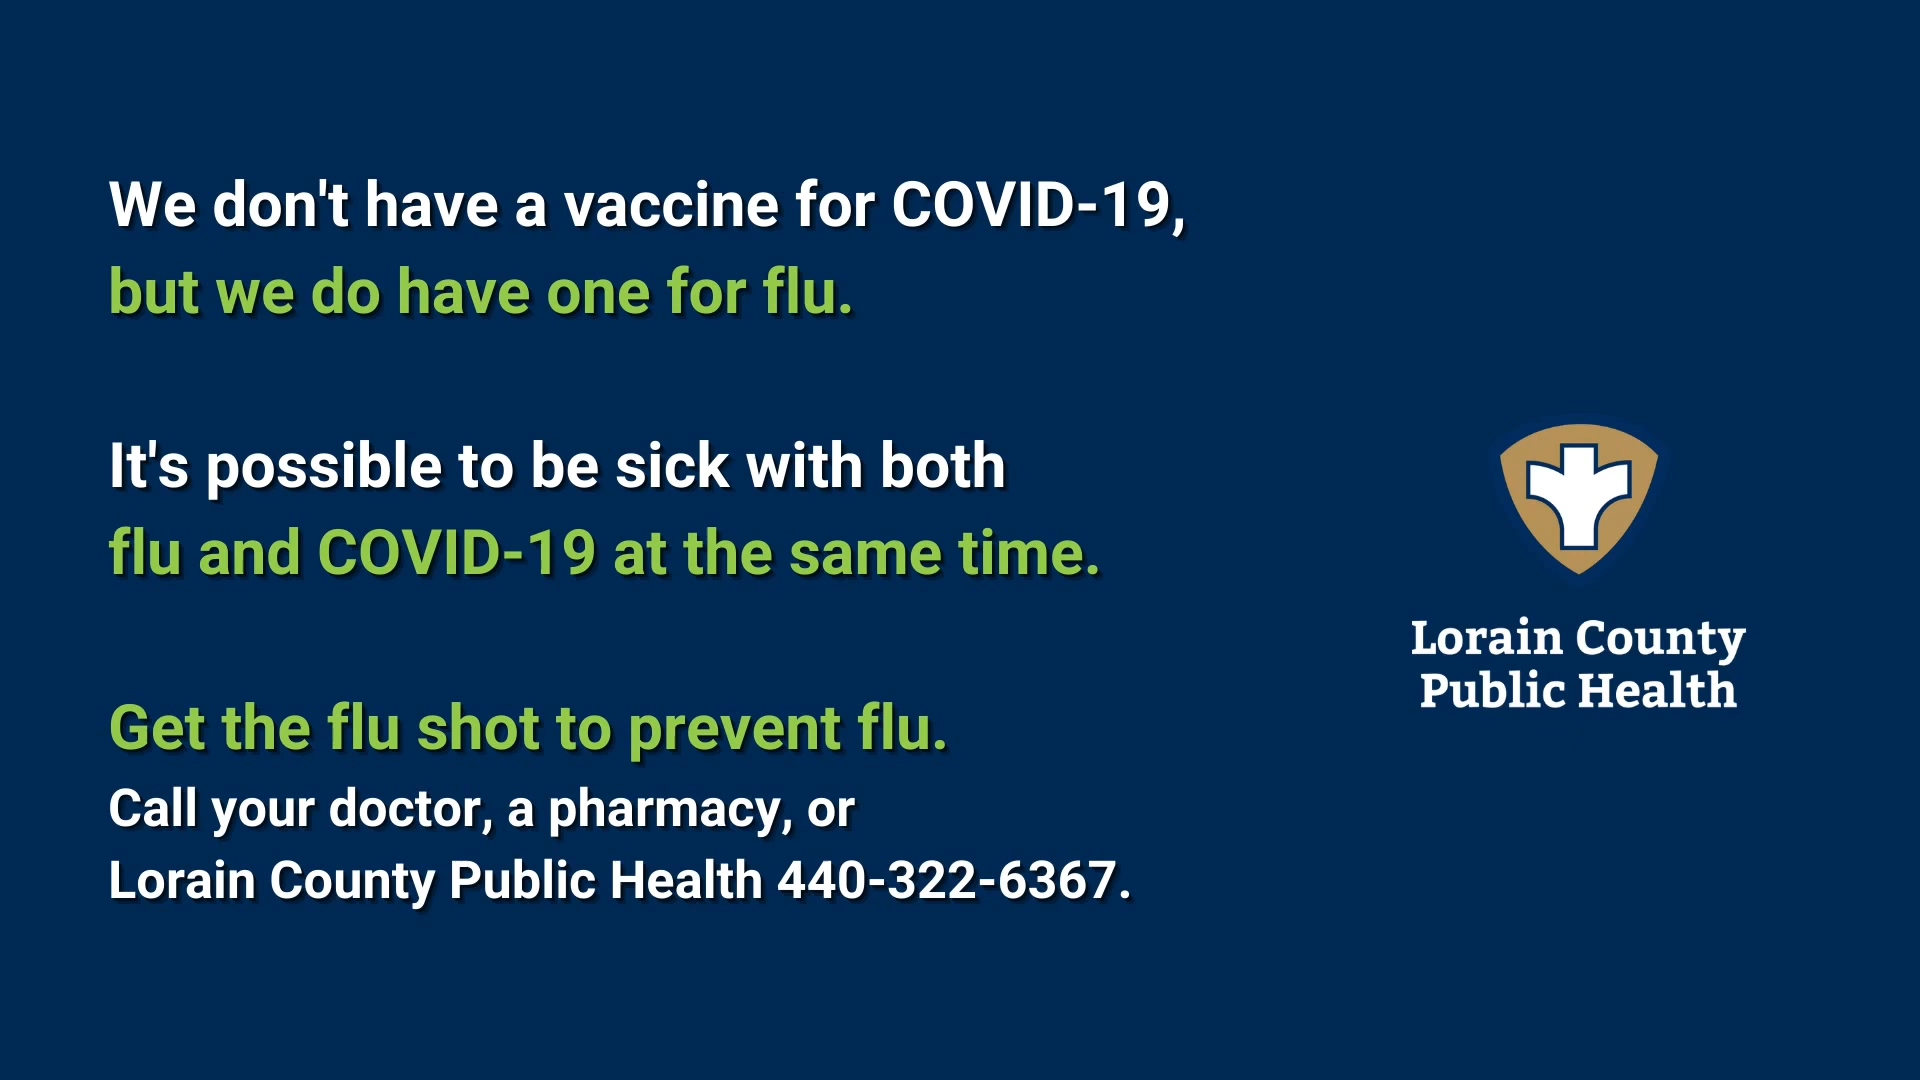 We don't have a vaccine for COVID-19,
but we do have one for flu.
It's possible to be sick with both
flu and COVID-19 at the same time.
Get the flu shot to prevent flu.
Call your doctor, a pharmacy, or
Lorain County Public Health 440-322-6367.
Lorain County
Public Health